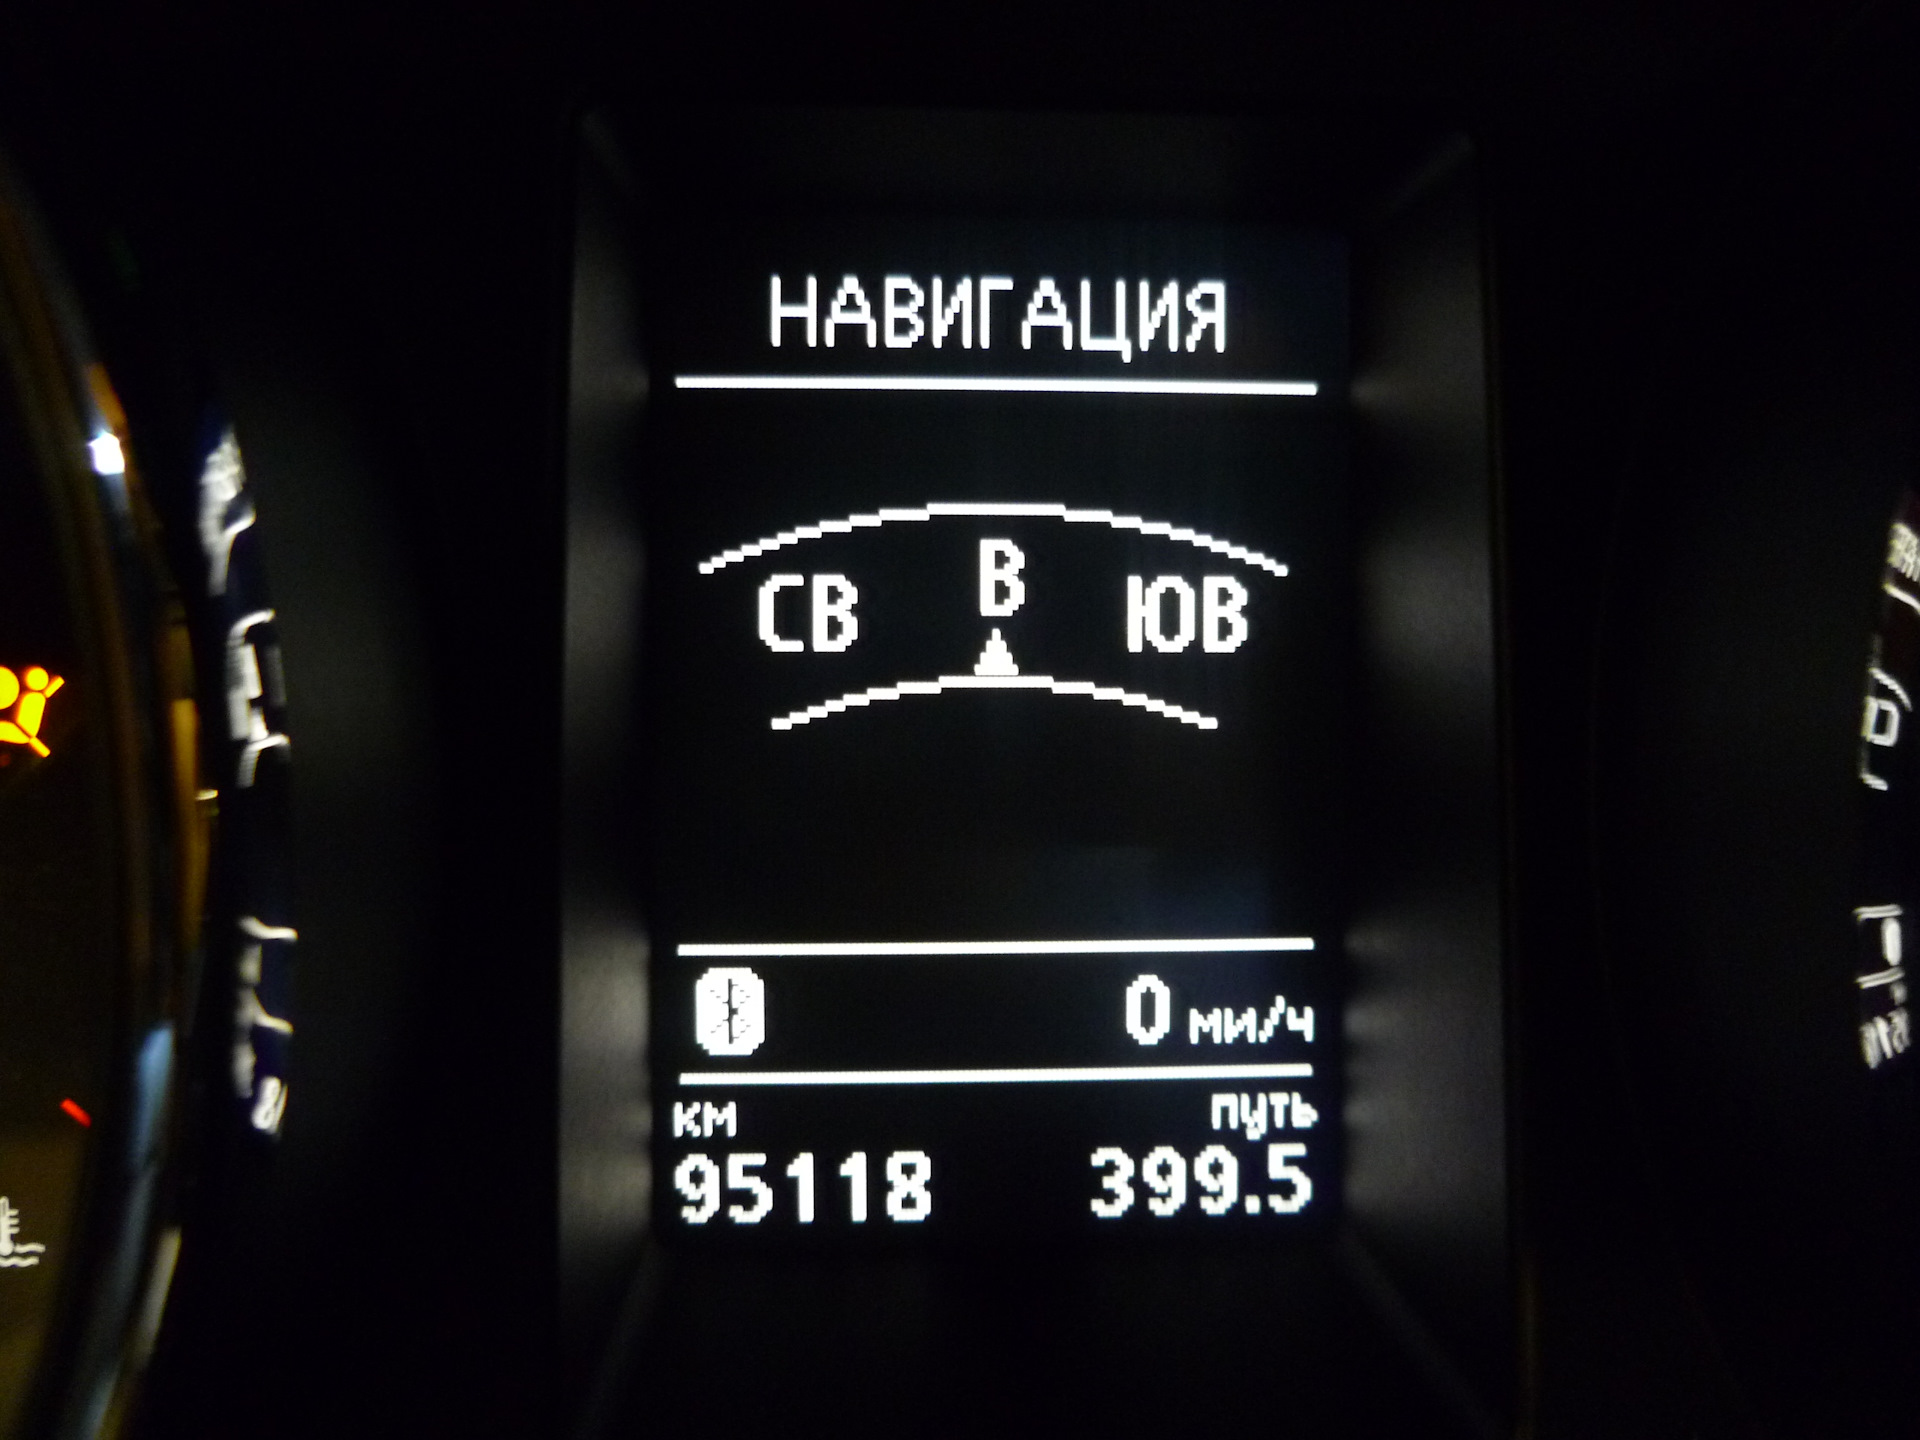 НАВИГАЦИЯ
СВ В ЮВ
0 ми/ч
км путь
95118 399.5